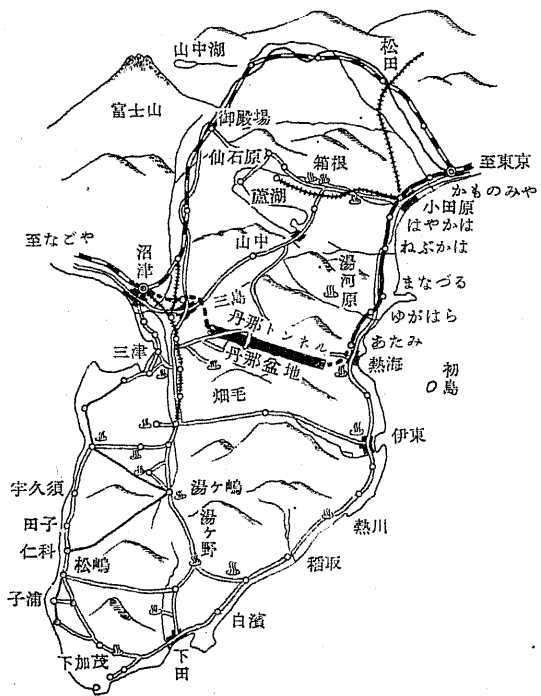 山中湖
松田
富士山
御殿場
仙石原
箱根
至東京
蘆湖
かものみや
小田原
はやかは
山中
ねぶかは
至なごや
沼津
湯河原
まなづる
三島
ゆがはら
丹那トンネル
あたみ
三津
丹那盆地
熱海
初島
畑毛
伊東
宇久須
湯ヶ嶋
田子
湯ヶ野
熱川
仁科
松嶋
稲取
子浦
白濱
下加茂
下田